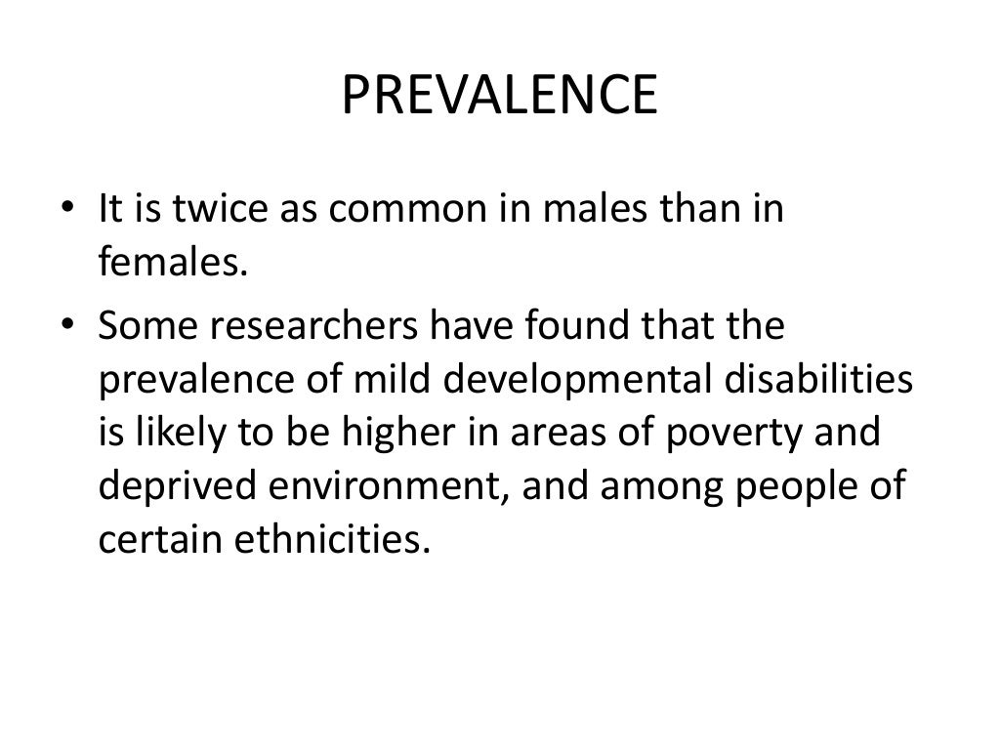 PREVALENCE
• It is twice as common in males than in
females.
• Some researchers have found that the
prevalence of mild developmental disabilities
is likely to be higher in areas of poverty and
deprived environment, and among people of
certain ethnicities.